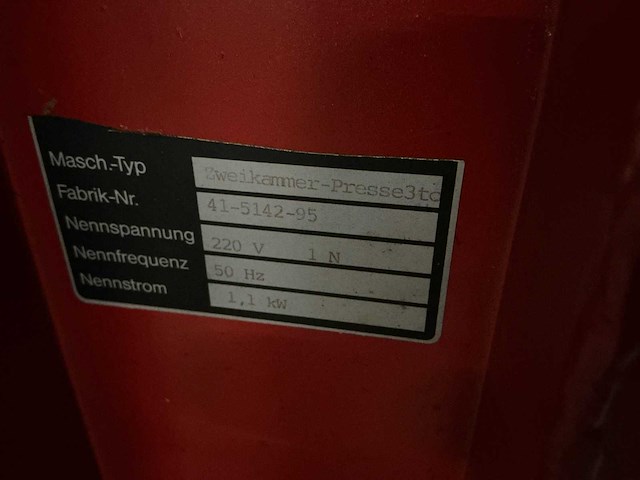 Masch.-Typ Zweikammer-Presse3to
Fabrik-Nr. 41-5142-95
Nennspannung 220 V 1 N
Nennfrequenz 50 Hz
Nennstrom 1,1 kW